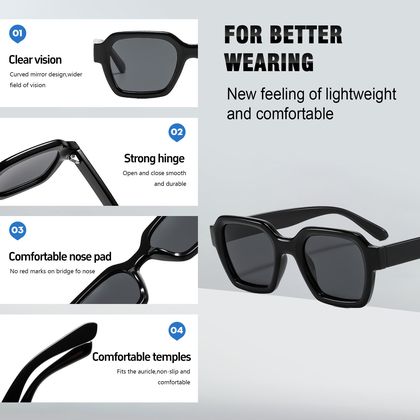 01
Clear vision
Curved mirror design,wider
field of vision
02
Strong hinge
Open and close smooth
and durable
03
Comfortable nose pad
No red marks on bridge fo nose
04
Comfortable temples
Fits the auricle,non-slip and
comfortable
FOR BETTER
WEARING
New feeling of lightweight
and comfortable